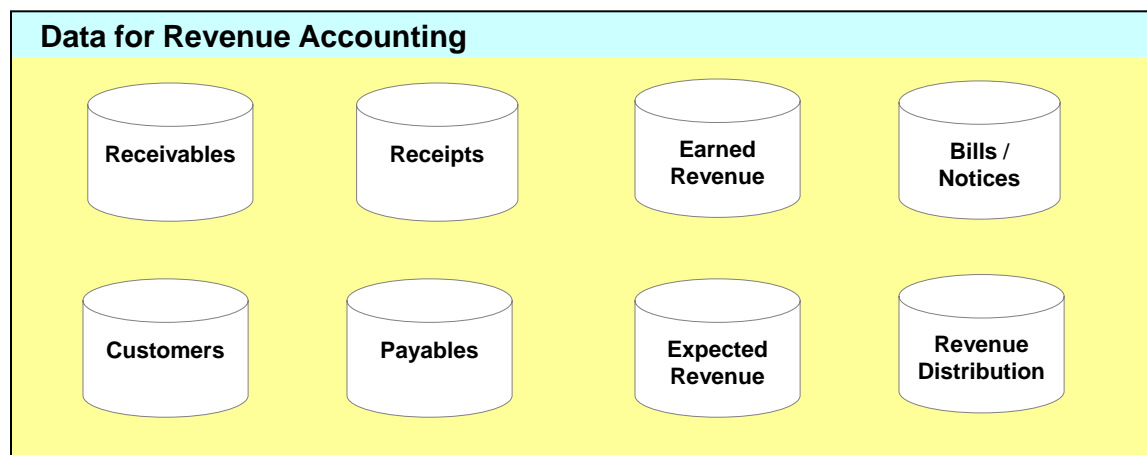 Data for Revenue Accounting
Receivables
Receipts
Earned
Revenue
Bills /
Notices
Customers
Payables
Expected
Revenue
Revenue
Distribution